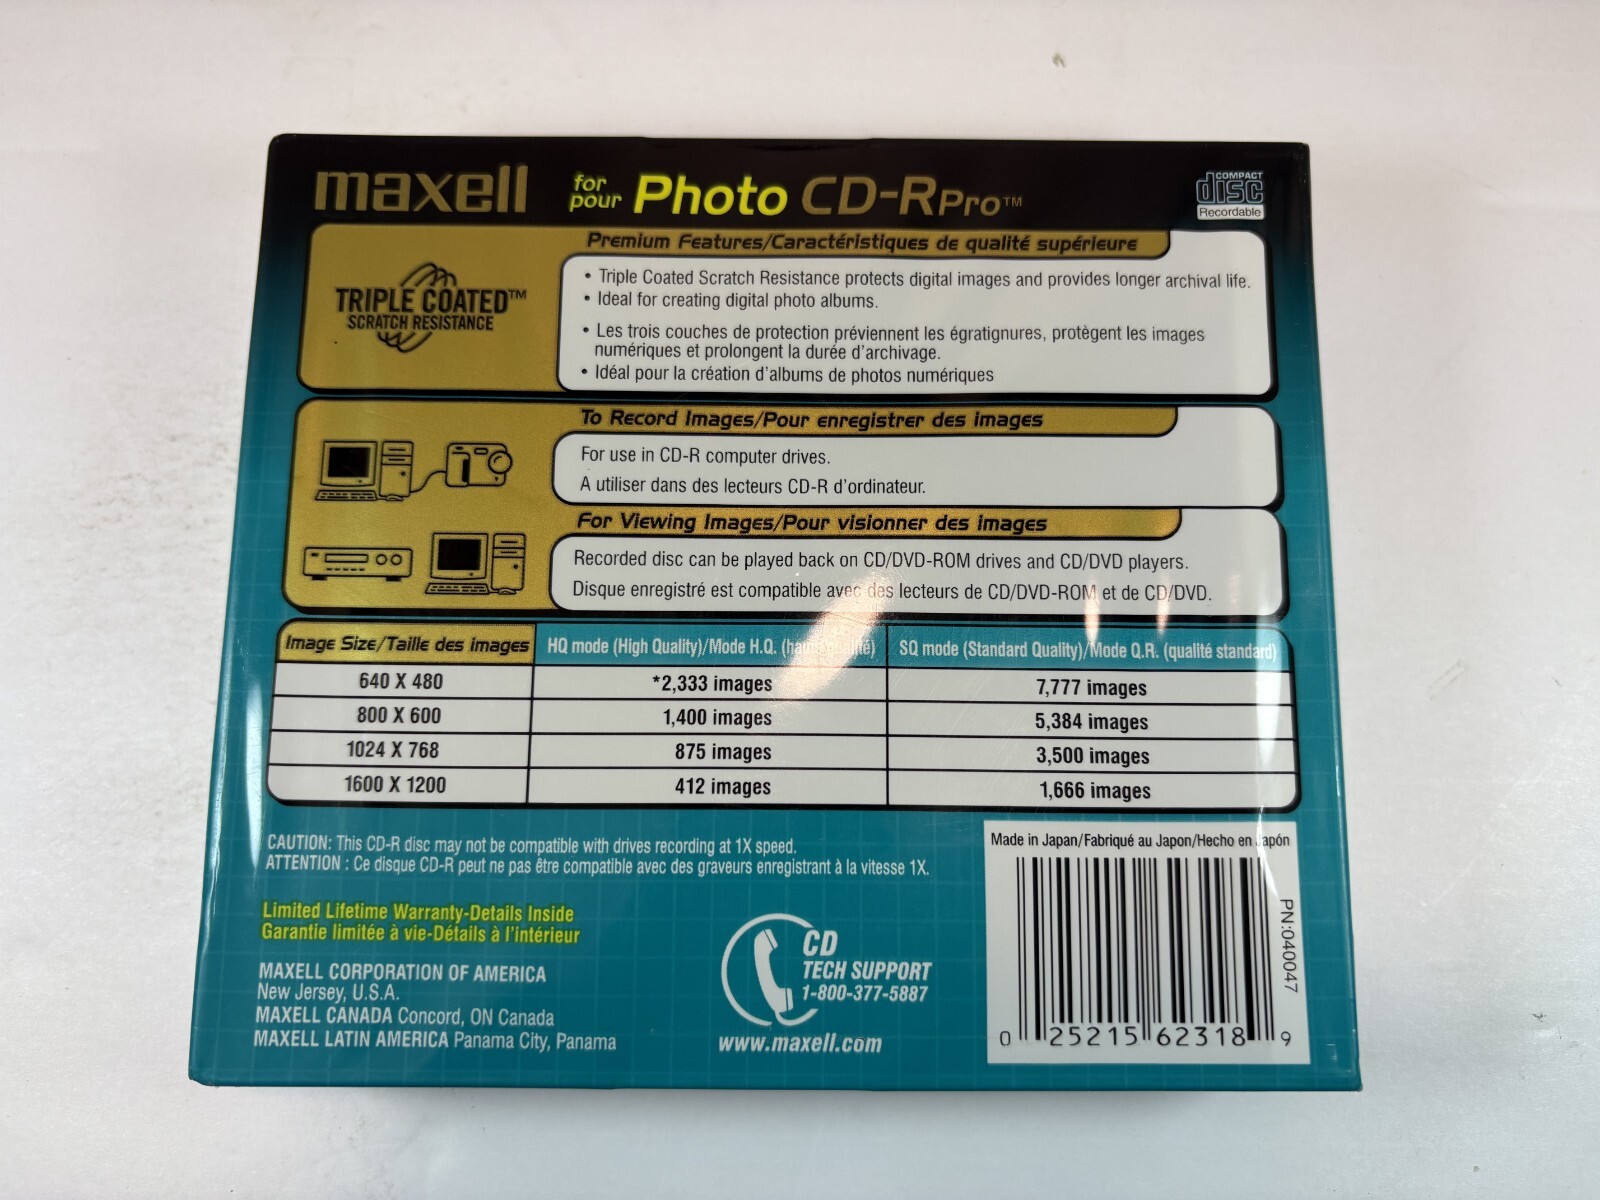 maxell for pour Photo CD-R Pro™
COMPACT disc Recordable
Premium Features/Caractéristiques de qualité supérieure
TRIPLE COATED™
SCRATCH RESISTANCE
• Triple Coated Scratch Resistance protects digital images and provides longer archival life.
• Ideal for creating digital photo albums.
• Les trois couches de protection préviennent les égratignures, protègent les images
numériques et prolongent la durée d'archivage.
• Idéal pour la création d'albums de photos numériques
To Record Images/Pour enregistrer des images
For use in CD-R computer drives.
A utiliser dans des lecteurs CD-R d'ordinateur.
For Viewing Images/Pour visionner des images
Recorded disc can be played back on CD/DVD-ROM drives and CD/DVD players.
Disque enregistré est compatible avec des lecteurs de CD/DVD-ROM et de CD/DVD.
Image Size/Taille des images HQ mode (High Quality)/Mode H.Q. (haute qualité) SQ mode (Standard Quality)/Mode Q.R. (qualité standard)
640 X 480 *2,333 images 7,777 images
800 X 600 1,400 images 5,384 images
1024 X 768 875 images 3,500 images
1600 X 1200 412 images 1,666 images
CAUTION: This CD-R disc may not be compatible with drives recording at 1X speed.
ATTENTION : Ce disque CD-R peut ne pas être compatible avec des graveurs enregistrant à la vitesse 1X.
Limited Lifetime Warranty-Details Inside
Garantie limitée à vie-Détails à l'intérieur
MAXELL CORPORATION OF AMERICA
New Jersey, U.S.A.
MAXELL CANADA Concord, ON Canada
MAXELL LATIN AMERICA Panama City, Panama
CD
TECH SUPPORT
1-800-377-5887
www.maxell.com
Made in Japan/Fabriqué au Japon/Hecho en Japón
PN:040047
0 25215 62318 9